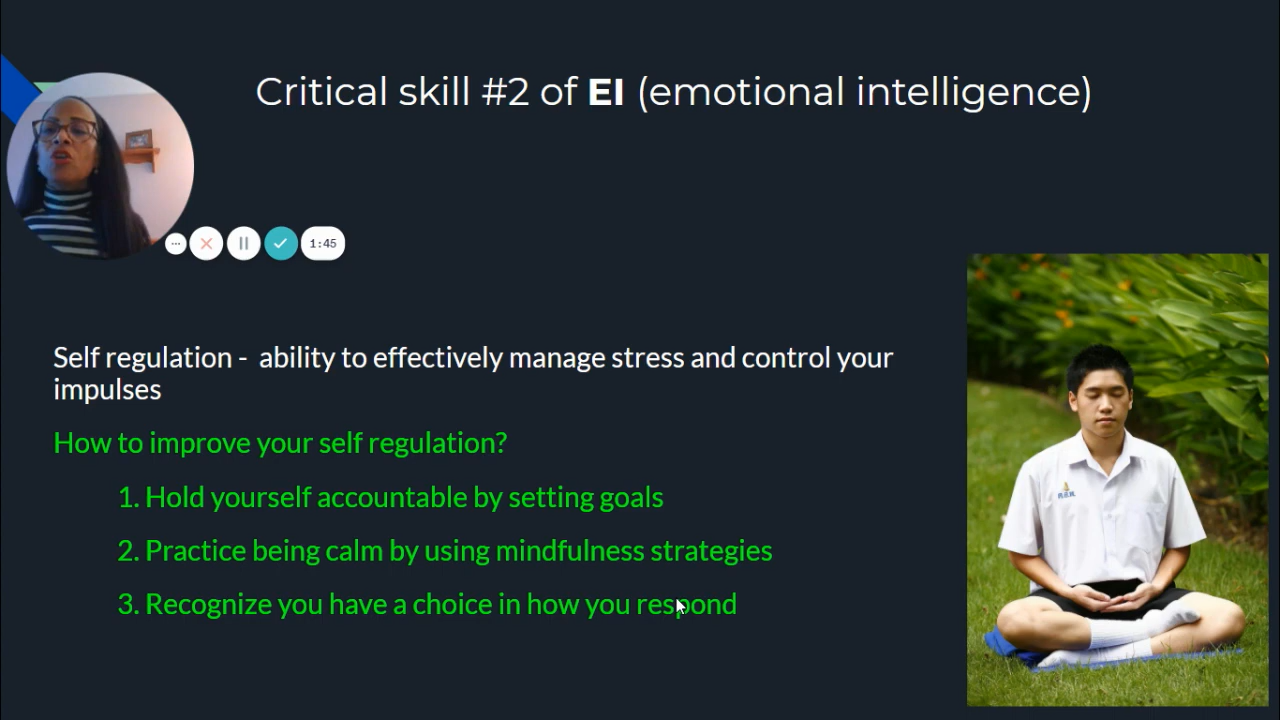 Critical skill #2 of EI (emotional intelligence)
1:45
Self regulation -  ability to effectively manage stress and control your
impulses
How to improve your self regulation?
1. Hold yourself accountable by setting goals
2. Practice being calm by using mindfulness strategies
3. Recognize you have a choice in how you respond